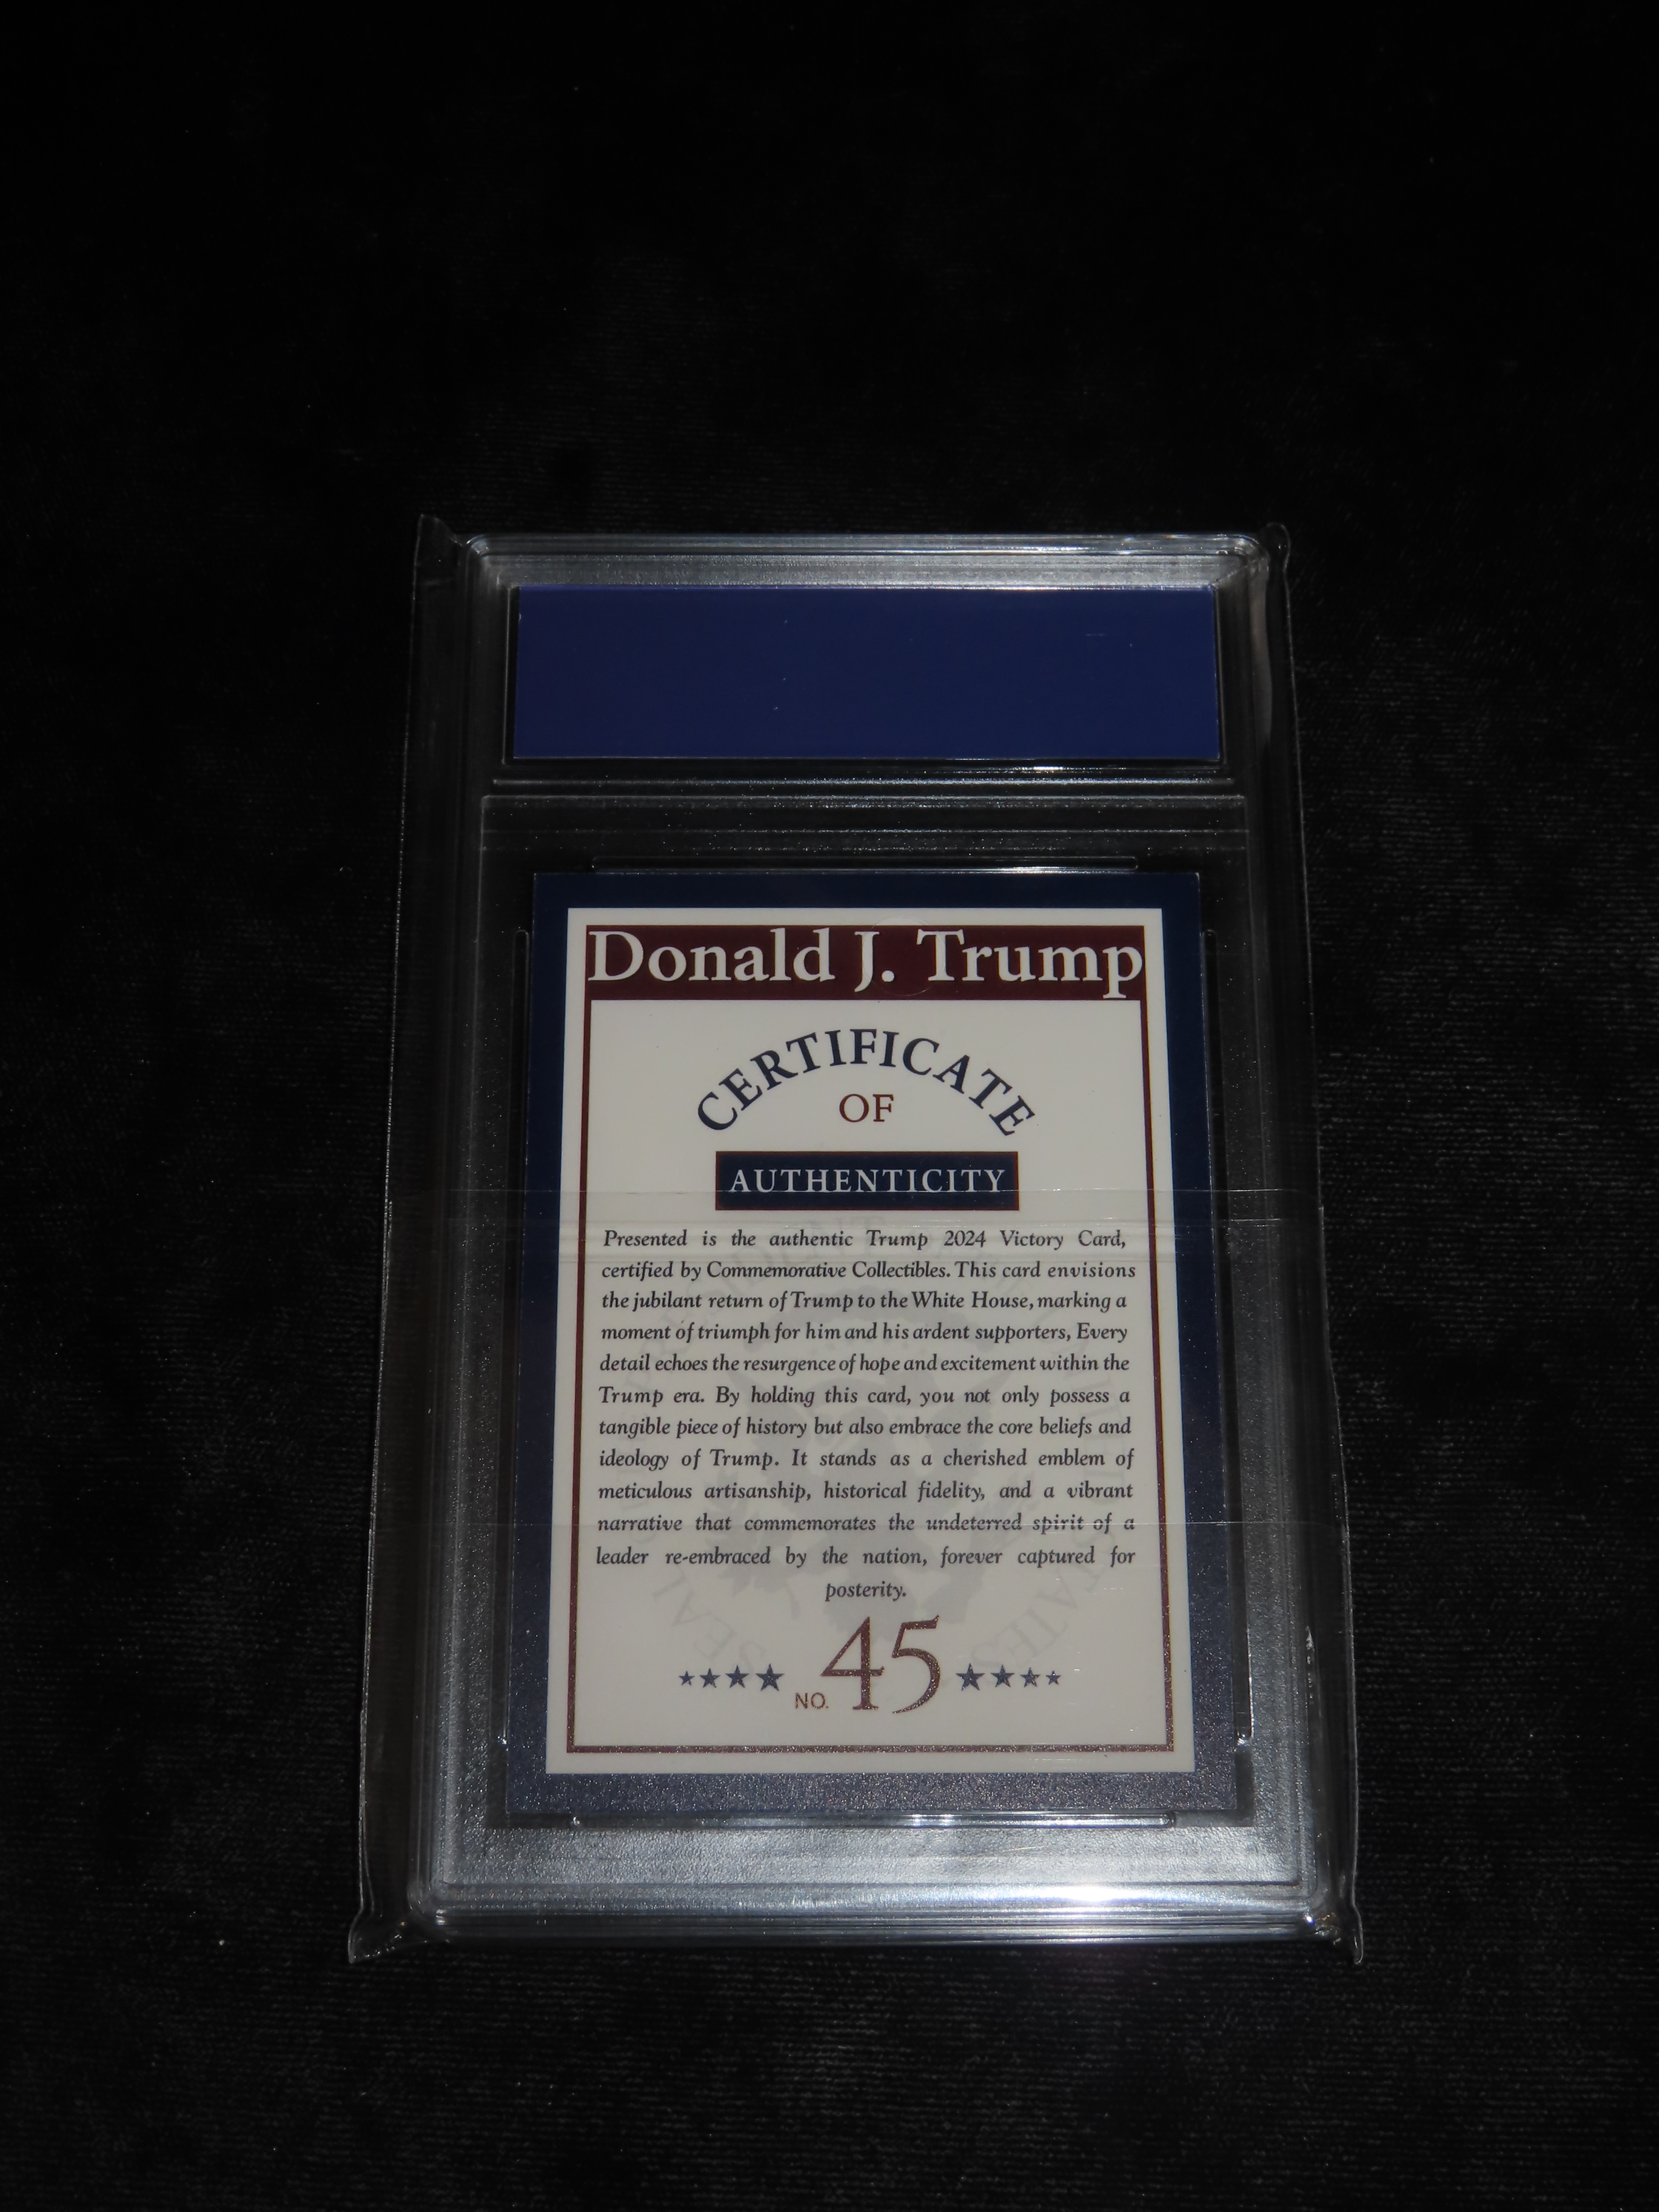 Donald J. Trump
CERTIFICATE
OF
AUTHENTICITY
Presented is the authentic Trump 2024 Victory Card,
certified by Commemorative Collectibles. This card envisions
the jubilant return of Trump to the White House, marking a
moment of triumph for him and his ardent supporters, Every
detail echoes the resurgence of hope and excitement within the
Trump era. By holding this card, you not only possess a
tangible piece of history but also embrace the core beliefs and
ideology of Trump. It stands as a cherished emblem of
meticulous artisanship, historical fidelity, and a vibrant
narrative that commemorates the undeterred spirit of a
leader re-embraced by the nation, forever captured for
posterity.
NO. 45
SEAL